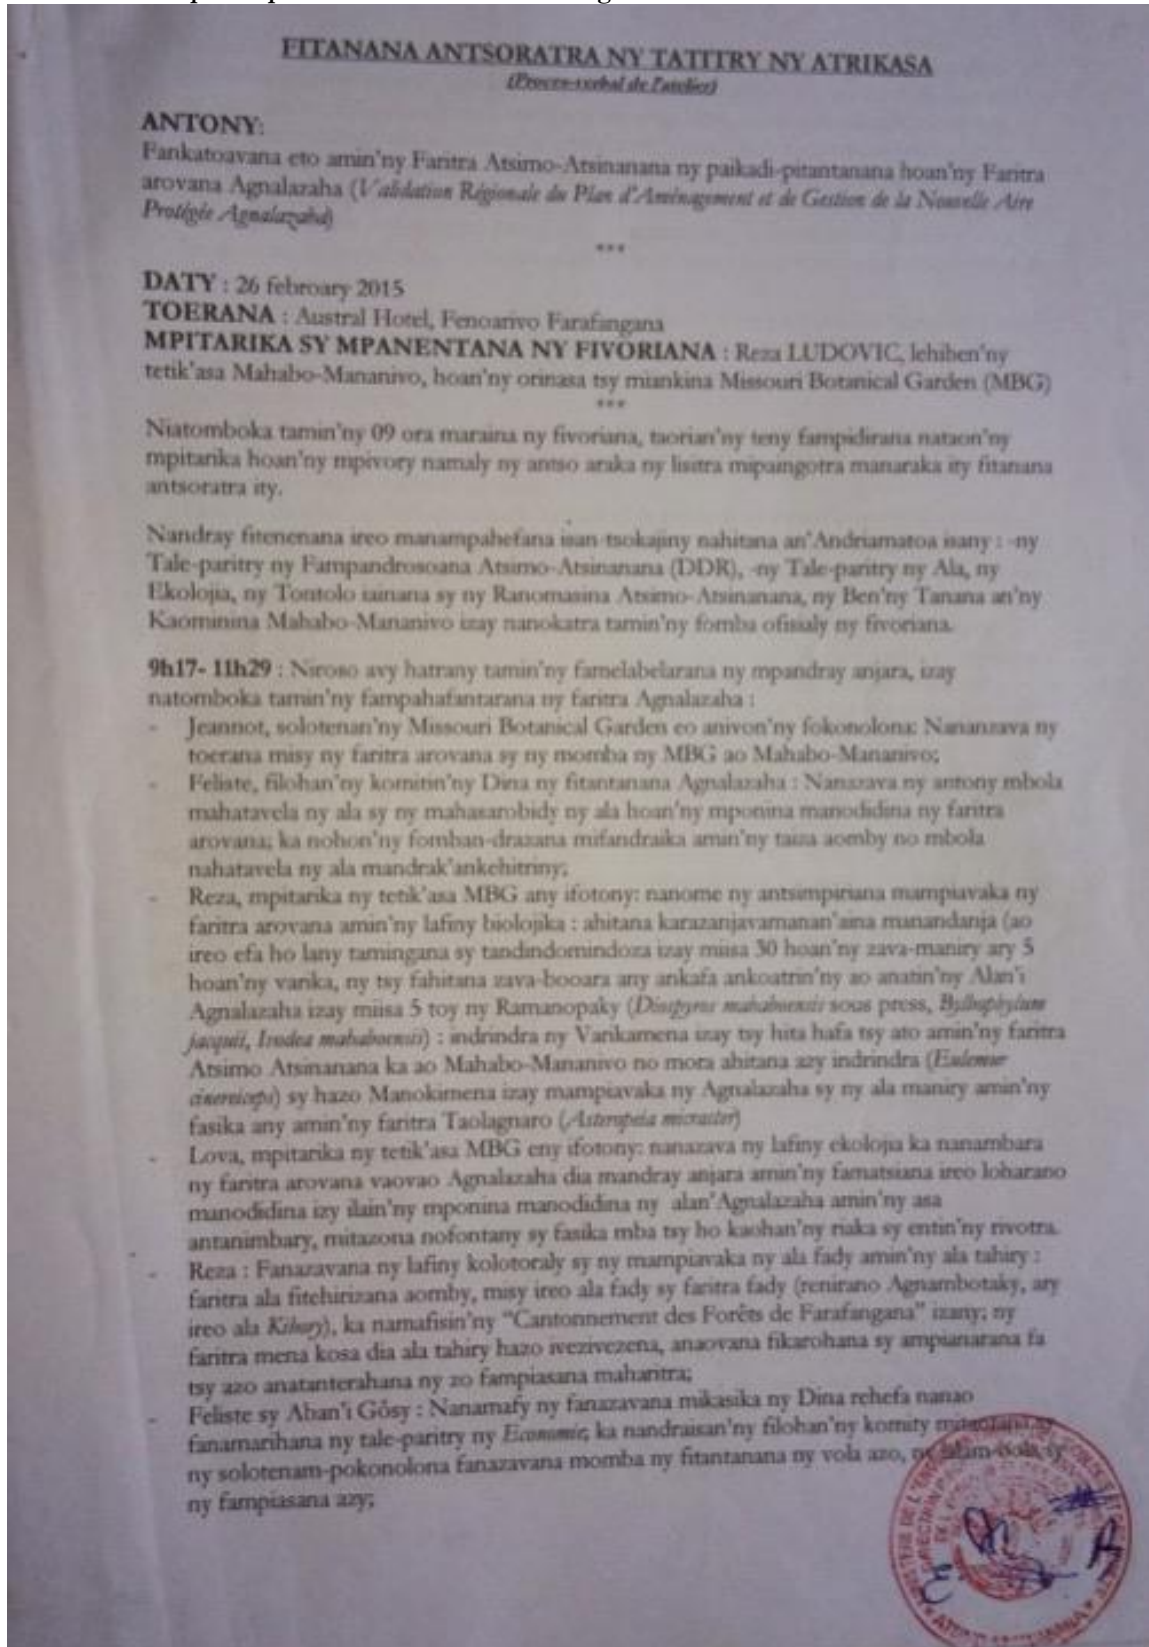 FITANANA ANTSORATRA NY TATITRY NY ATRIKASA
(Proces-verbal de l'atelier)
ANTONY:
Fankatoavana eto amin'ny Faritra Atsimo-Atsinanana ny paikadi-pitantanana hoan'ny Faritra
arovana Agnalazaha (Validation Régionale du Plan d'Aménagement et de Gestion de la Nouvelle Aire
Protégée Agnalazaha)
***
DATY : 26 febroary 2015
TOERANA : Austral Hotel, Fenoarivo Farafangana
MPITARIKA SY MPANENTANA NY FIVORIANA : Reza LUDOVIC, lehiben'ny
tetik'asa Mahabo-Mananivo, hoan'ny orinasa tsy miankina Missouri Botanical Garden (MBG)
***
Niatomboka tamin'ny 09 ora maraina ny fivoriana, taorian'ny teny fampidirana nataon'ny
mpitarika hoan'ny mpivory namaly ny antso araka ny lisitra mipaingotra manaraka ity fitanana
antsoratra ity.
Nandray fitenenana ireo manampahefana isan-tsokajiny nahitana an'Andriamatoa isany : -ny
Tale-paritry ny Fampandrosoana Atsimo-Atsinanana (DDR), -ny Tale-paritry ny Ala, ny
Ekolojia, ny Tontolo iainana sy ny Ranomasina Atsimo-Atsinanana, ny Ben'ny Tanana an'ny
Kaominina Mahabo-Mananivo izay nanokatra tamin'ny fomba ofisialy ny fivoriana.
9h17- 11h29 : Niroso avy hatrany tamin'ny famelabelarana ny mpandray anjara, izay
natomboka tamin'ny fampahafantarana ny faritra Agnalazaha :
- Jeannot, solotenan'ny Missouri Botanical Garden eo anivon'ny fokonolona: Nananzava ny
toerana misy ny faritra arovana sy ny momba ny MBG ao Mahabo-Mananivo;
- Feliste, filohan'ny komitin'ny Dina ny fitantanana Agnalazaha : Nanazava ny antony mbola
mahatavela ny ala sy ny mahasarobidy ny ala hoan'ny mponina manodidina ny faritra
arovana; ka nohon'ny fomban-drazana mifandraika amin'ny taiza aomby no mbola
nahatavela ny ala mandrak'ankehitriny;
- Reza, mpitarika ny tetik'asa MBG any ifotony: nanome ny antsimpiriana mampiavaka ny
faritra arovana amin'ny lafiny biolojika : ahitana karazanjavamanan'aina manandanja (ao
ireo efa ho lany tamingana sy tandindomindoza izay miisa 30 hoan'ny zava-maniry ary 5
hoan'ny varika, ny tsy fahitana zava-booara any ankafa ankoatrin'ny ao anatin'ny Alan'i
Agnalazaha izay miisa 5 toy ny Ramanopaky (Diospyros mahaboensis sous press, Bulbophylum
jacquii, Ixodea mahaboensis) : indrindra ny Varikamena izay tsy hita hafa tsy ato amin'ny faritra
Atsimo Atsinanana ka ao Mahabo-Mananivo no mora ahitana azy indrindra (Eulemur
cinereiceps) sy hazo Manokimena izay mampiavaka ny Agnalazaha sy ny ala maniry amin'ny
fasika any amin'ny faritra Taolagnaro (Asteropeia micraster)
- Lova, mpitarika ny tetik'asa MBG eny ifotony: nanazava ny lafiny ekolojia ka nanambara
ny faritra arovana vaovao Agnalazaha dia mandray anjara amin'ny famatsiana ireo loharano
manodidina izy ilain'ny mponina manodidina ny alan'Agnalazaha amin'ny asa
antanimbary, mitazona nofontany sy fasika mba tsy ho kaohan'ny riaka sy entin'ny rivotra.
- Reza : Fanazavana ny lafiny kolotoraly sy ny mampiavaka ny ala fady amin'ny ala tahiry :
faritra ala fitehirizana aomby, misy ireo ala fady sy faritra fady (renirano Agnambotaky, ary
ireo ala Kibory), ka namafisin'ny "Cantonnement des Forêts de Farafangana" izany; ny
faritra mena kosa dia ala tahiry hazo ivezivezena, anaovana fikarohana sy ampianarana fa
tsy azo anatanterahana ny zo fampiasana maharitra;
- Feliste sy Aban'i Gôsy : Nanamafy ny fanazavana mikasika ny Dina rehefa nanao
fanamarihana ny tale-paritry ny Economie, ka nandraisan'ny filohan'ny komity
ny solotenam-pokonolona fanazavana momba ny fitantanana ny vola azo,
ny fampiasana azy;